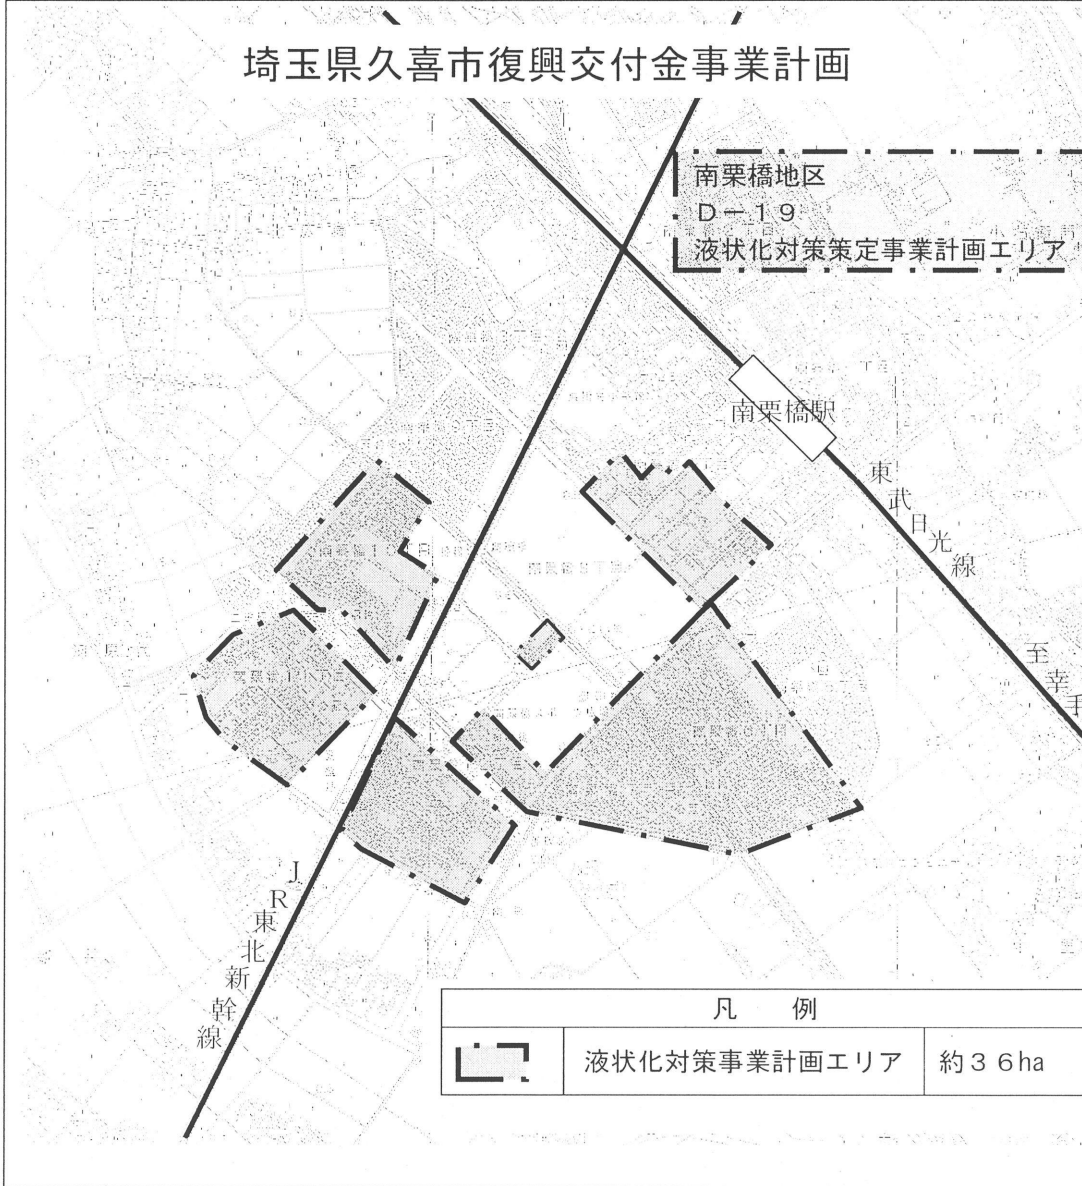 埼玉県久喜市復興交付金事業計画
南栗橋地区
D－19
液状化対策策定事業計画エリア
南栗橋駅
東武日光線
至幸手
JR東北新幹線
凡　例
液状化対策事業計画エリア
約36ha